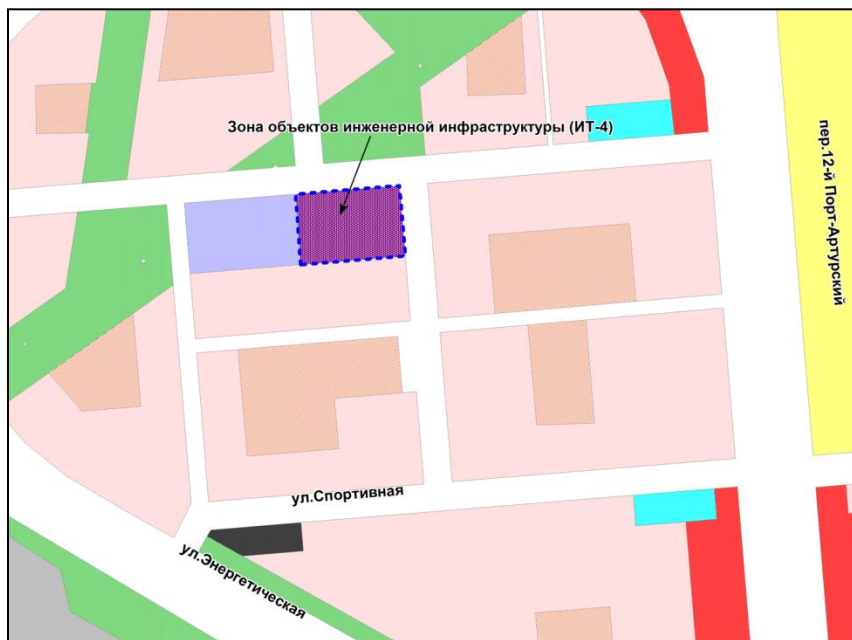 Зона объектов инженерной инфраструктуры (ИТ-4)
пер.12-й Порт-Артурский
ул.Спортивная
ул.Энергетическая